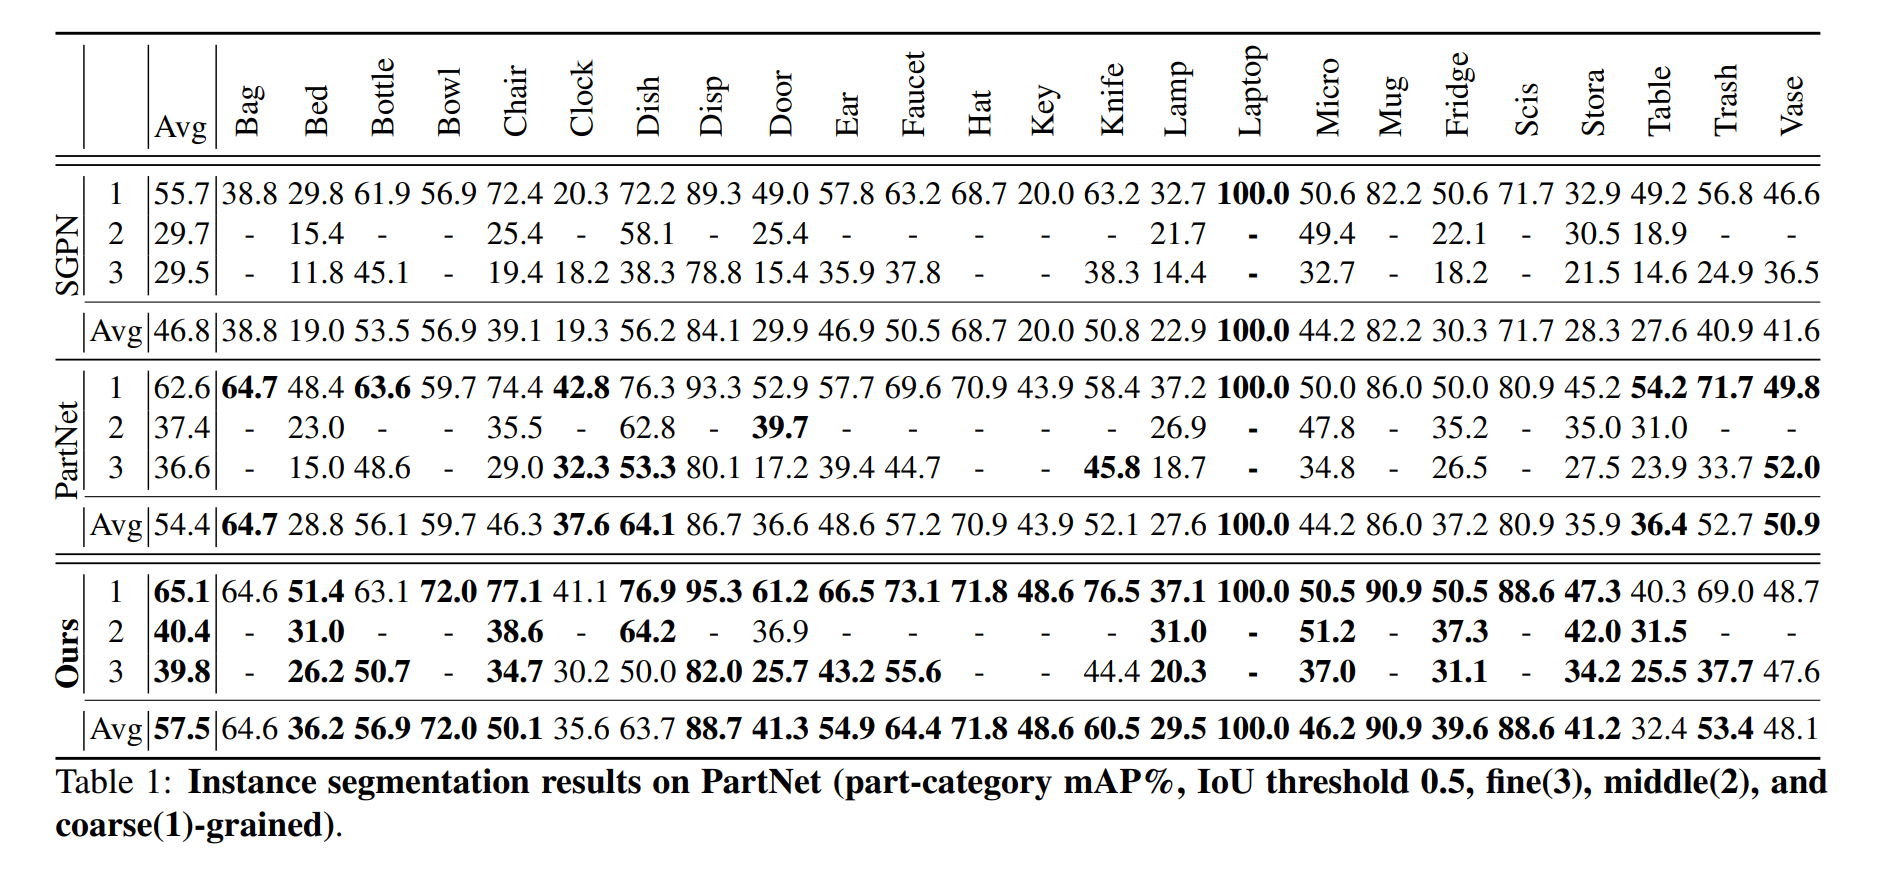 Avg Bag Bed Bottle Bowl Chair Clock Dish Disp Door Ear Faucet Hat Key Knife Lamp Laptop Micro Mug Fridge Scis Stora Table Trash Vase
SGPN
1 55.7 38.8 29.8 61.9 56.9 72.4 20.3 72.2 89.3 49.0 57.8 63.2 68.7 20.0 63.2 32.7 100.0 50.6 82.2 50.6 71.7 32.9 49.2 56.8 46.6
2 29.7 - 15.4 - - 25.4 - 58.1 - 25.4 - - - - - 21.7 - 49.4 - 22.1 - 30.5 18.9 - -
3 29.5 - 11.8 45.1 - 19.4 18.2 38.3 78.8 15.4 35.9 37.8 - - 38.3 14.4 - 32.7 - 18.2 - 21.5 14.6 24.9 36.5
Avg 46.8 38.8 19.0 53.5 56.9 39.1 19.3 56.2 84.1 29.9 46.9 50.5 68.7 20.0 50.8 22.9 100.0 44.2 82.2 30.3 71.7 28.3 27.6 40.9 41.6
PartNet
1 62.6 64.7 48.4 63.6 59.7 74.4 42.8 76.3 93.3 52.9 57.7 69.6 70.9 43.9 58.4 37.2 100.0 50.0 86.0 50.0 80.9 45.2 54.2 71.7 49.8
2 37.4 - 23.0 - - 35.5 - 62.8 - 39.7 - - - - - 26.9 - 47.8 - 35.2 - 35.0 31.0 - -
3 36.6 - 15.0 48.6 - 29.0 32.3 53.3 80.1 17.2 39.4 44.7 - - 45.8 18.7 - 34.8 - 26.5 - 27.5 23.9 33.7 52.0
Avg 54.4 64.7 28.8 56.1 59.7 46.3 37.6 64.1 86.7 36.6 48.6 57.2 70.9 43.9 52.1 27.6 100.0 44.2 86.0 37.2 80.9 35.9 36.4 52.7 50.9
Ours
1 65.1 64.6 51.4 63.1 72.0 77.1 41.1 76.9 95.3 61.2 66.5 73.1 71.8 48.6 76.5 37.1 100.0 50.5 90.9 50.5 88.6 47.3 40.3 69.0 48.7
2 40.4 - 31.0 - - 38.6 - 64.2 - 36.9 - - - - - 31.0 - 51.2 - 37.3 - 42.0 31.5 - -
3 39.8 - 26.2 50.7 - 34.7 30.2 50.0 82.0 25.7 43.2 55.6 - - 44.4 20.3 - 37.0 - 31.1 - 34.2 25.5 37.7 47.6
Avg 57.5 64.6 36.2 56.9 72.0 50.1 35.6 63.7 88.7 41.3 54.9 64.4 71.8 48.6 60.5 29.5 100.0 46.2 90.9 39.6 88.6 41.2 32.4 53.4 48.1
Table 1: Instance segmentation results on PartNet (part-category mAP%, IoU threshold 0.5, fine(3), middle(2), and
coarse(1)-grained).